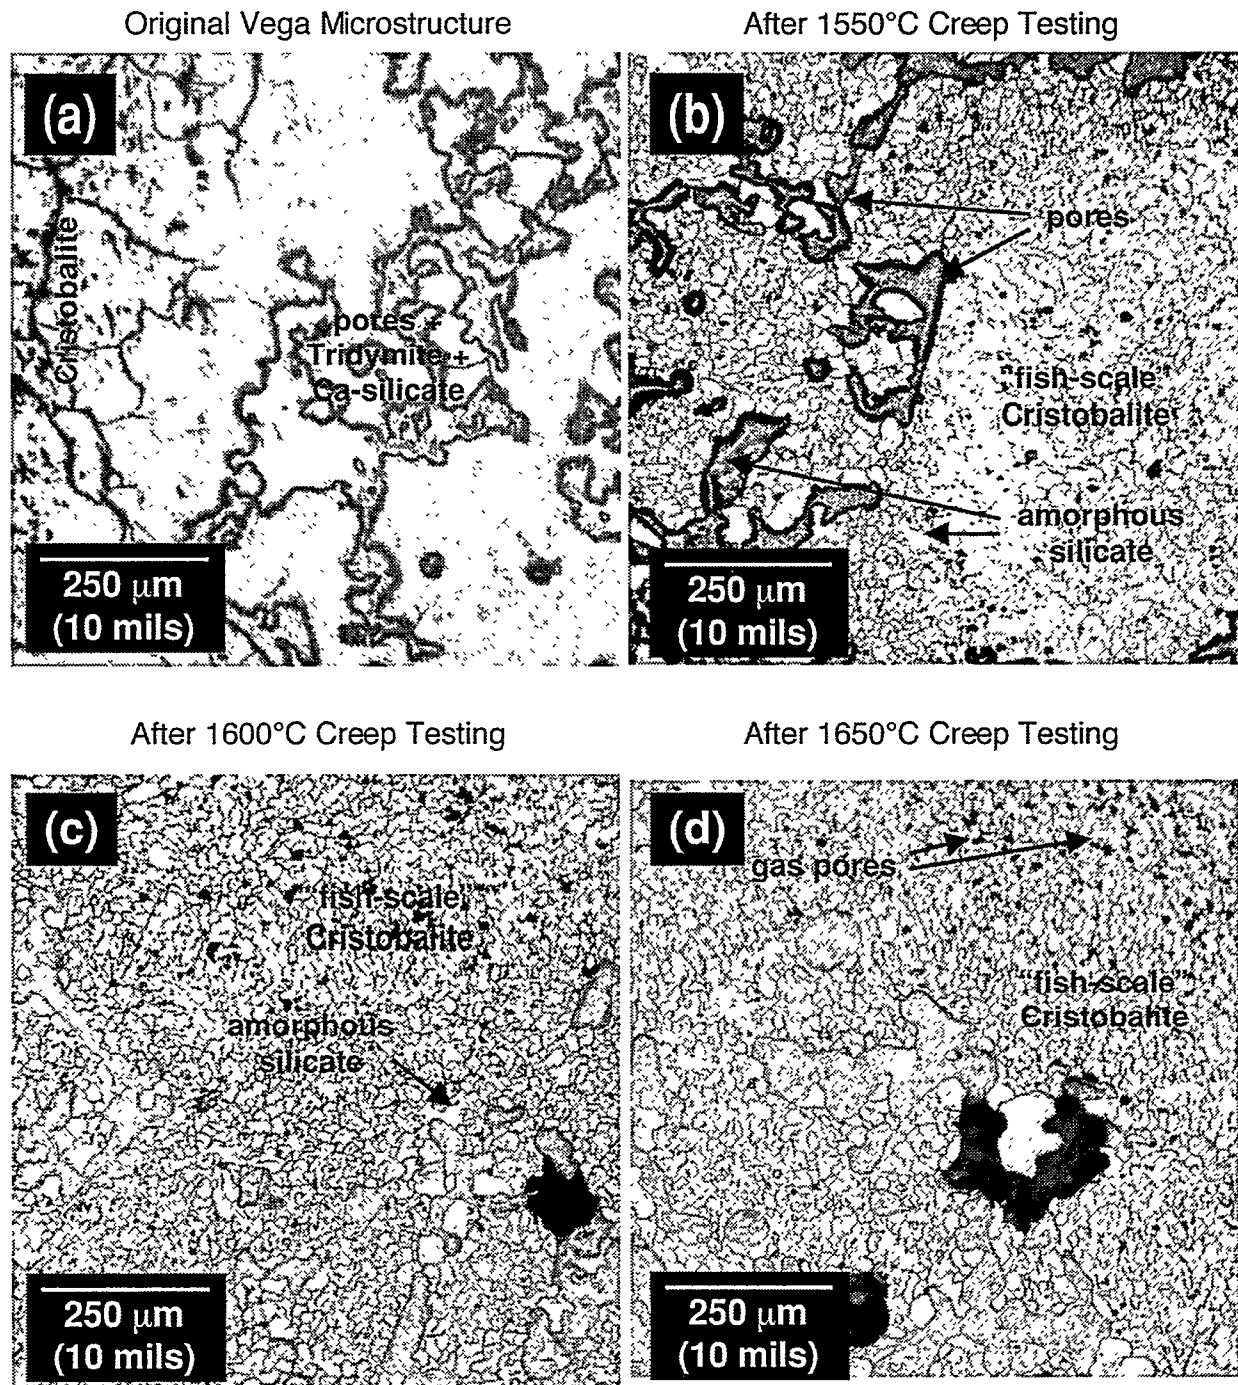 Original Vega Microstructure
After 1550°C Creep Testing
(a)
Cristobalite
pores +
Tridymite +
Ca-silicate
250 μm
(10 mils)
(b)
pores
"fish-scale"
Cristobalite
amorphous
silicate
250 μm
(10 mils)
After 1600°C Creep Testing
After 1650°C Creep Testing
(c)
"fish-scale"
Cristobalite
amorphous
silicate
250 μm
(10 mils)
(d)
gas pores
"fish-scale"
Cristobalite
250 μm
(10 mils)